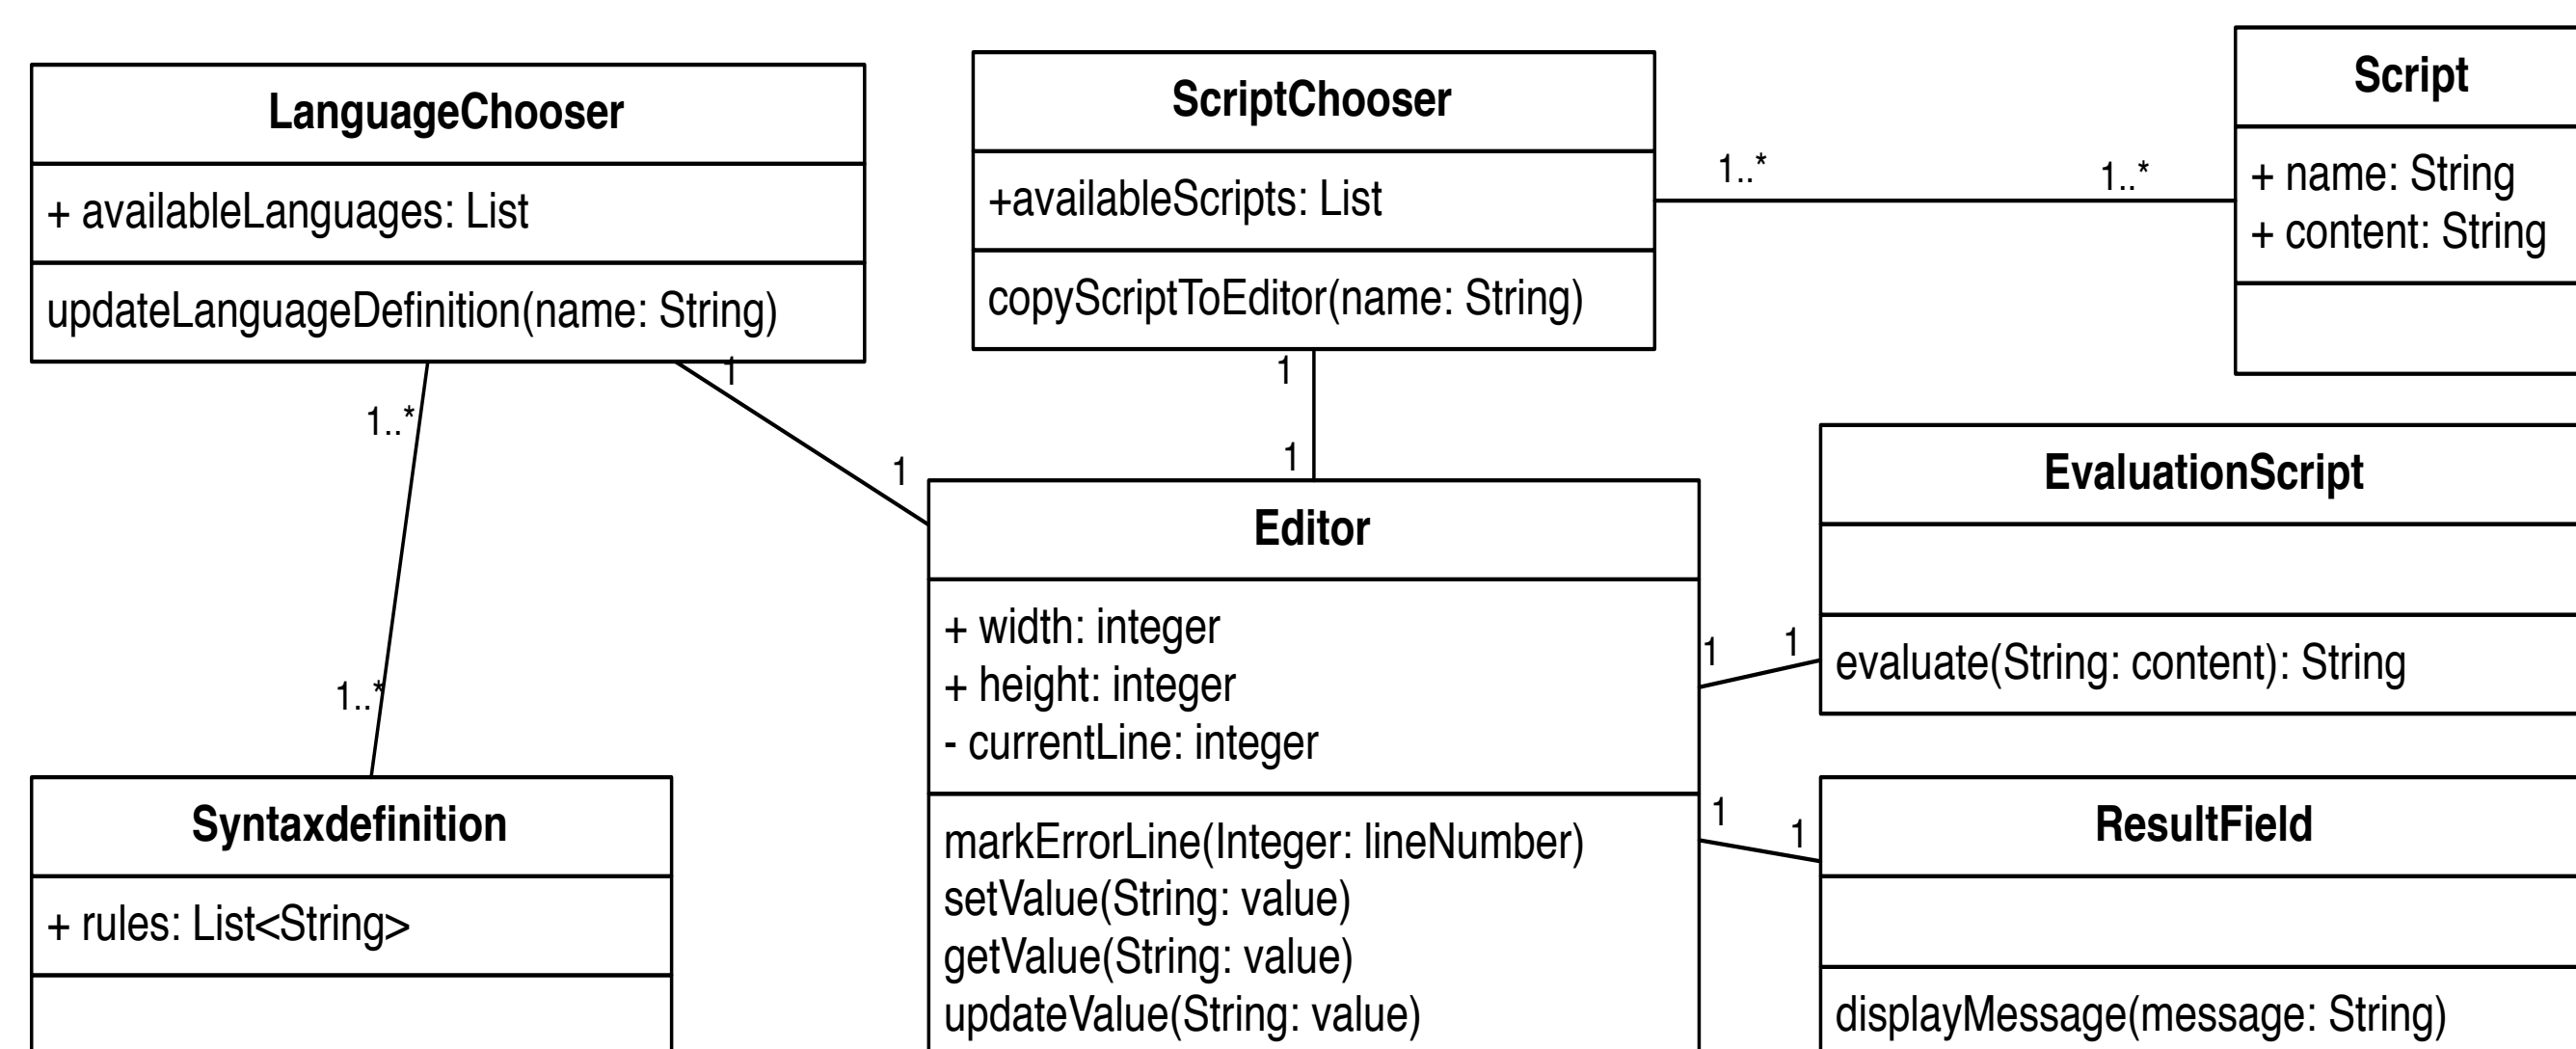 LanguageChooser
+ availableLanguages: List
updateLanguageDefinition(name: String)
ScriptChooser
+availableScripts: List
copyScriptToEditor(name: String)
1..*
1..*
Script
+ name: String
+ content: String
1
1
1..*
1..*
1
1
Editor
+ width: integer
+ height: integer
- currentLine: integer
markErrorLine(Integer: lineNumber)
setValue(String: value)
getValue(String: value)
updateValue(String: value)
1
1
EvaluationScript
evaluate(String: content): String
1
1
ResultField
displayMessage(message: String)
Syntaxdefinition
+ rules: List<String>